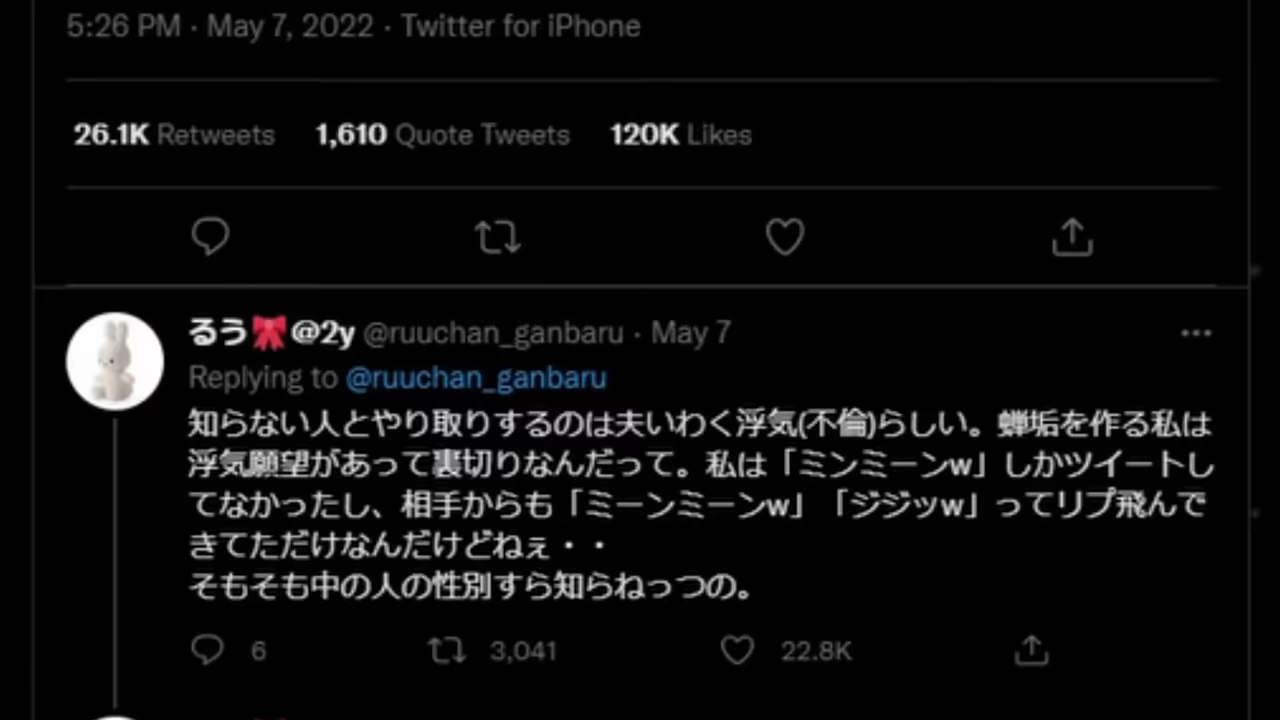 5:26 PM · May 7, 2022 · Twitter for iPhone
26.1K Retweets 1,610 Quote Tweets 120K Likes
るう🎀@2y @ruuchan_ganbaru · May 7
Replying to @ruuchan_ganbaru
知らない人とやり取りするのは夫いわく浮気(不倫)らしい。蝉垢を作る私は
浮気願望があって裏切りなんだって。私は「ミンミーンw」しかツイートし
てなかったし、相手からも「ミーンミーンw」「ジジッw」ってリプ飛んで
きてただけなんだけどねぇ・・
そもそも中の人の性別すら知らねっつの。
6 3,041 22.8K